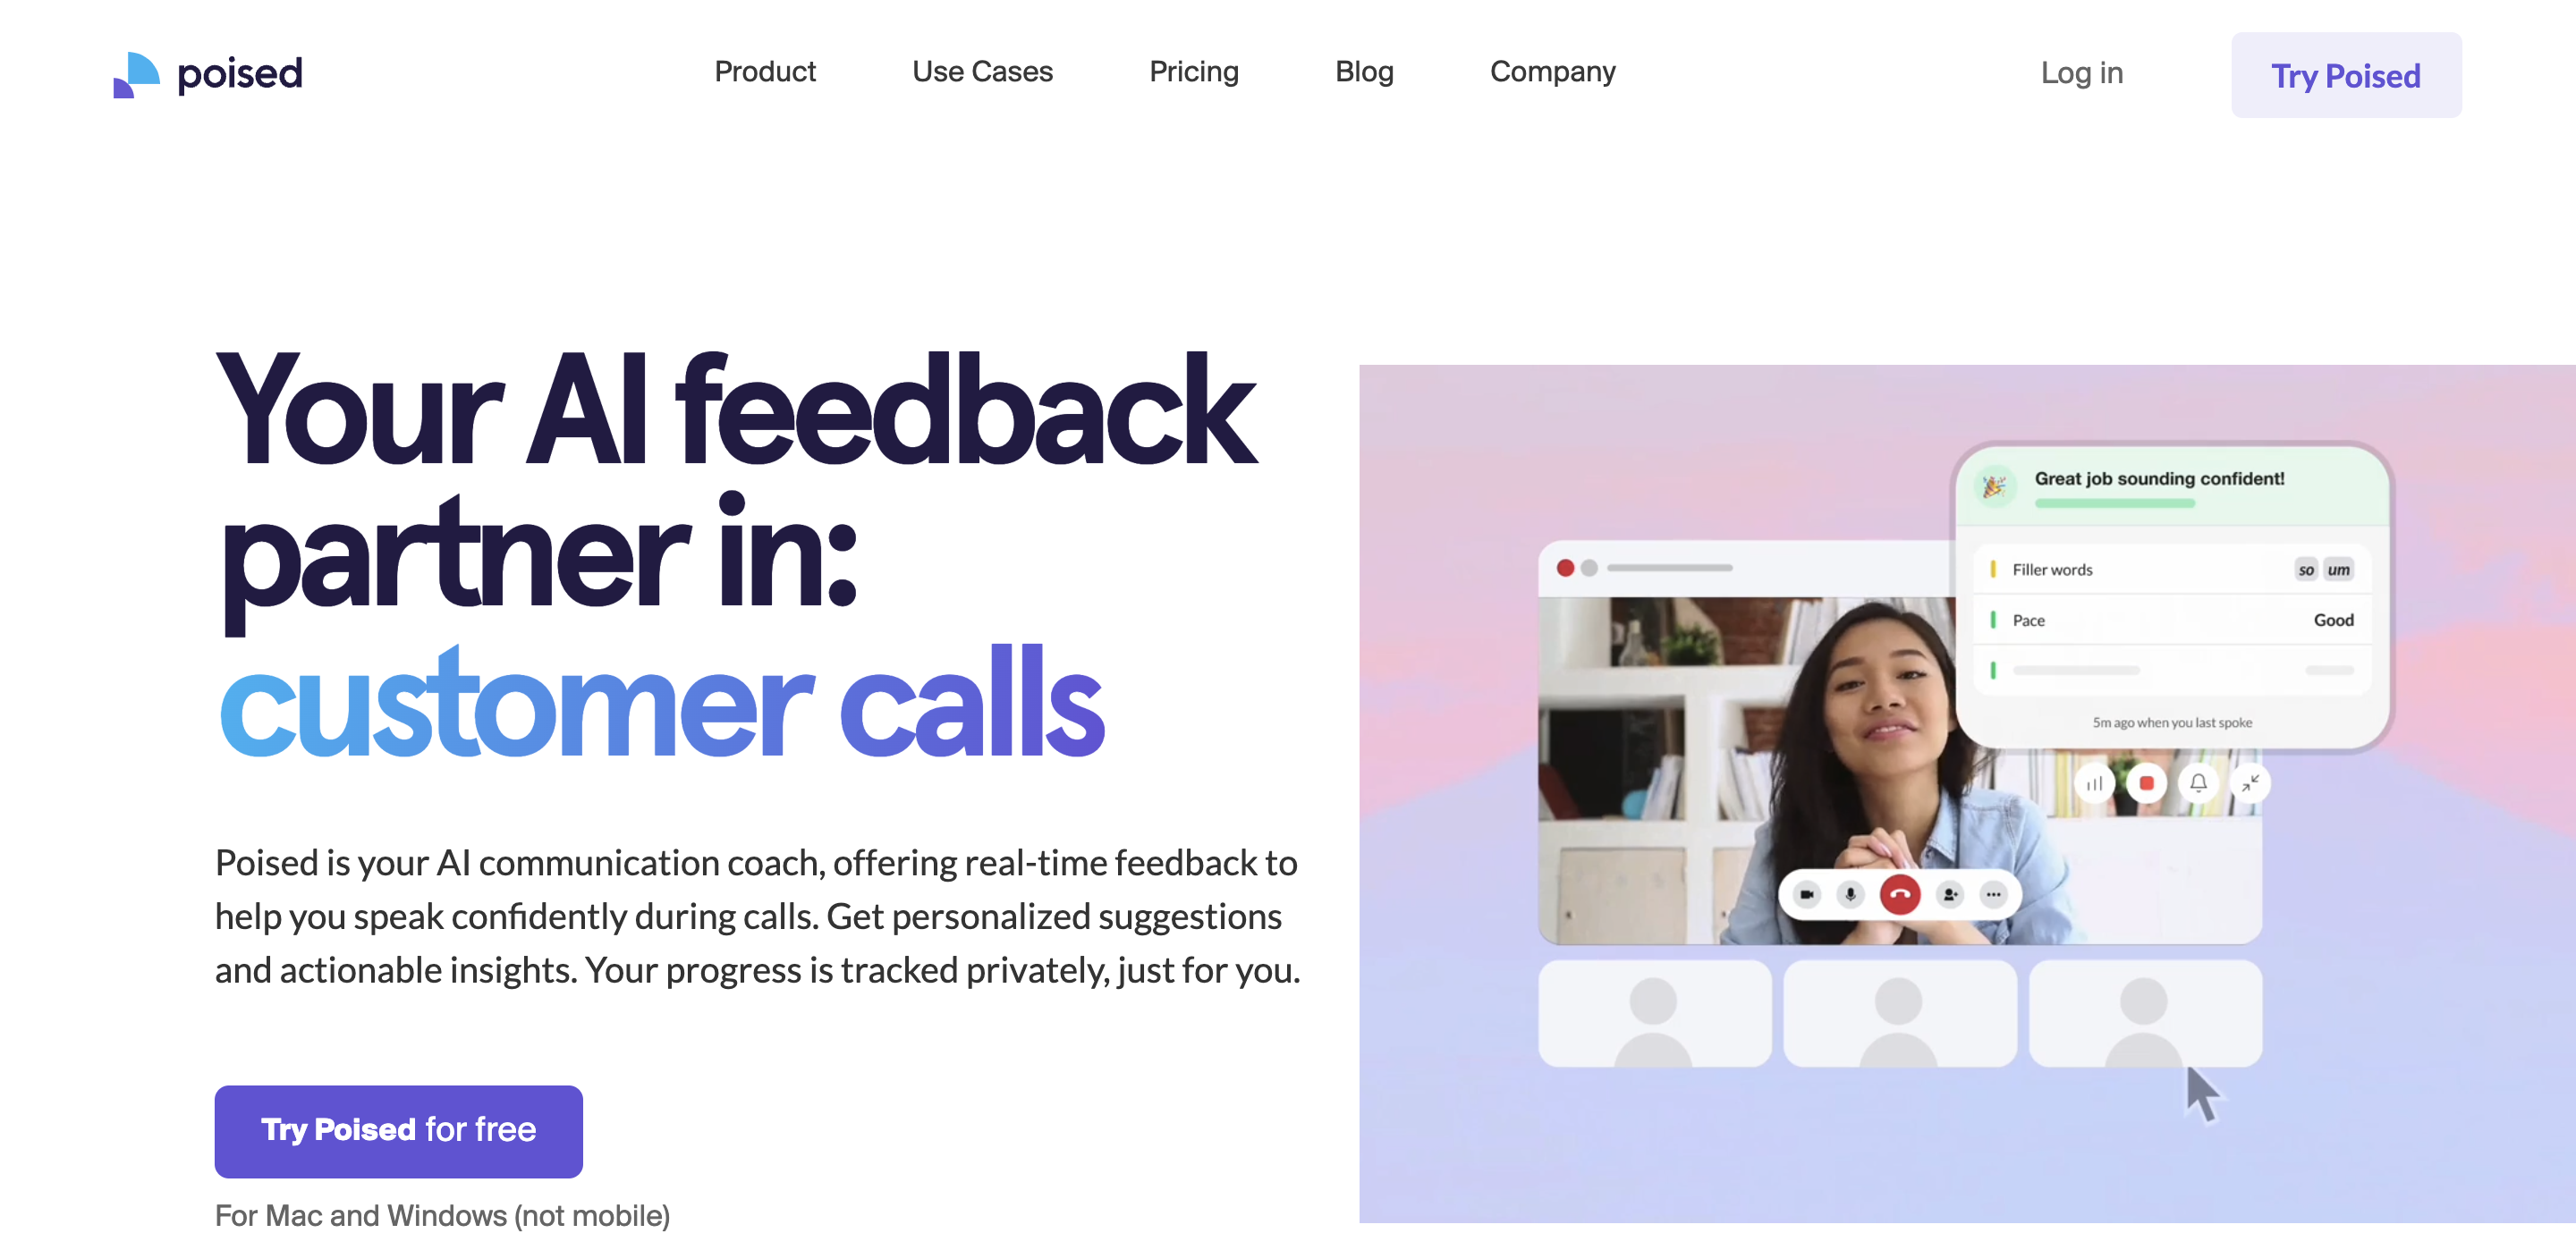 poised
Product
Use Cases
Pricing
Blog
Company
Log in
Try Poised
Your AI feedback
partner in:
customer calls
Poised is your AI communication coach, offering real-time feedback to
help you speak confidently during calls. Get personalized suggestions
and actionable insights. Your progress is tracked privately, just for you.
Try Poised for free
For Mac and Windows (not mobile)
Great job sounding confident!
Filler words so um
Pace Good
5m ago when you last spoke